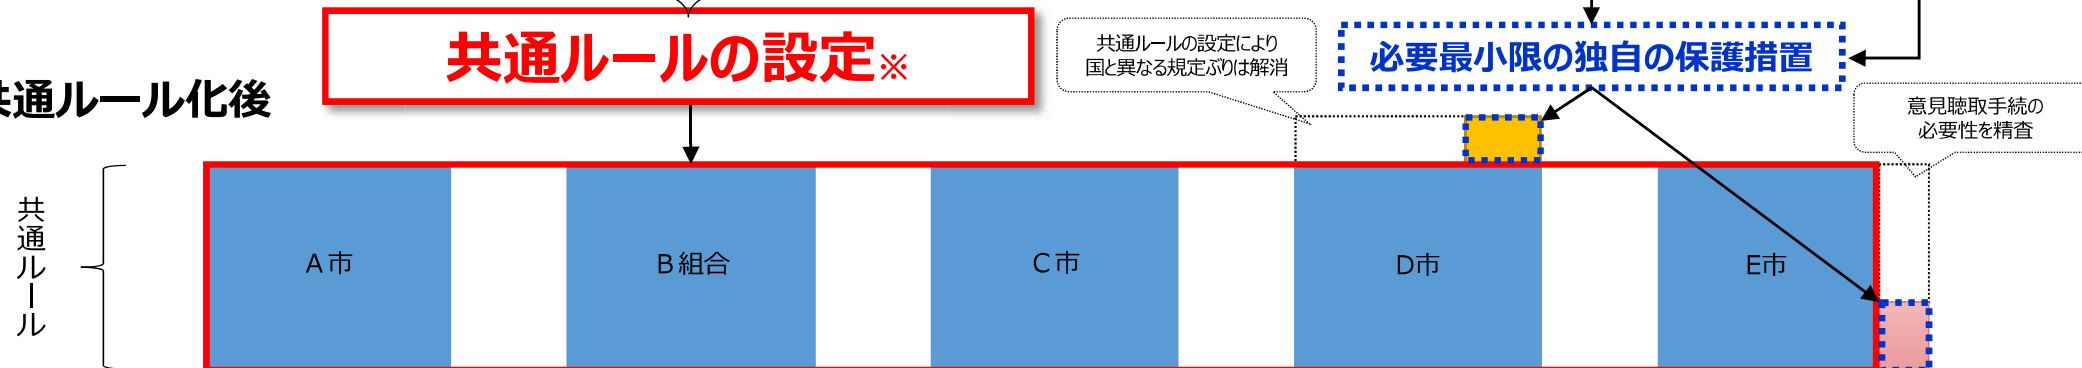 共通ルールの設定※
共通ルールの設定により
国と異なる規定ぶりは解消
必要最小限の独自の保護措置
共通ルール化後
意見聴取手続の
必要性を精査
共通ルール
A市
B組合
C市
D市
E市